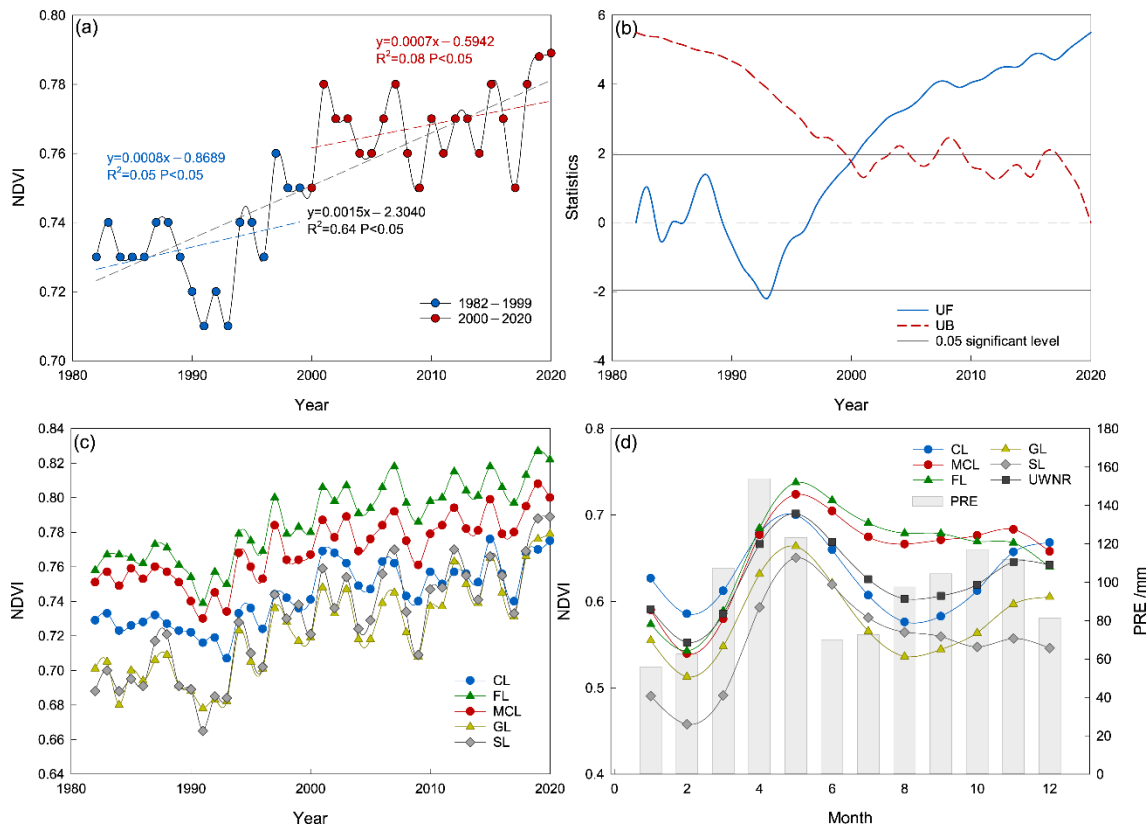 (a)
0.80
0.78
0.76
0.74
0.72
0.70
NDVI
y=0.0007x−0.5942
R²=0.08 P<0.05
y=0.0008x−0.8689
R²=0.05 P<0.05
y=0.0015x−2.3040
R²=0.64 P<0.05
1982−1999
2000−2020
1980 1990 2000 2010 2020
Year
(b)
6
4
2
0
-2
-4
Statistics
UF
UB
0.05 significant level
1980 1990 2000 2010 2020
Year
(c)
0.84
0.82
0.80
0.78
0.76
0.74
0.72
0.70
0.68
0.66
0.64
NDVI
CL
FL
MCL
GL
SL
1980 1990 2000 2010 2020
Year
(d)
0.8
0.7
0.6
0.5
0.4
NDVI
CL GL
MCL SL
FL UWNR
PRE
180
160
140
120
100
80
60
40
20
0
PRE /mm
0 2 4 6 8 10 12
Month